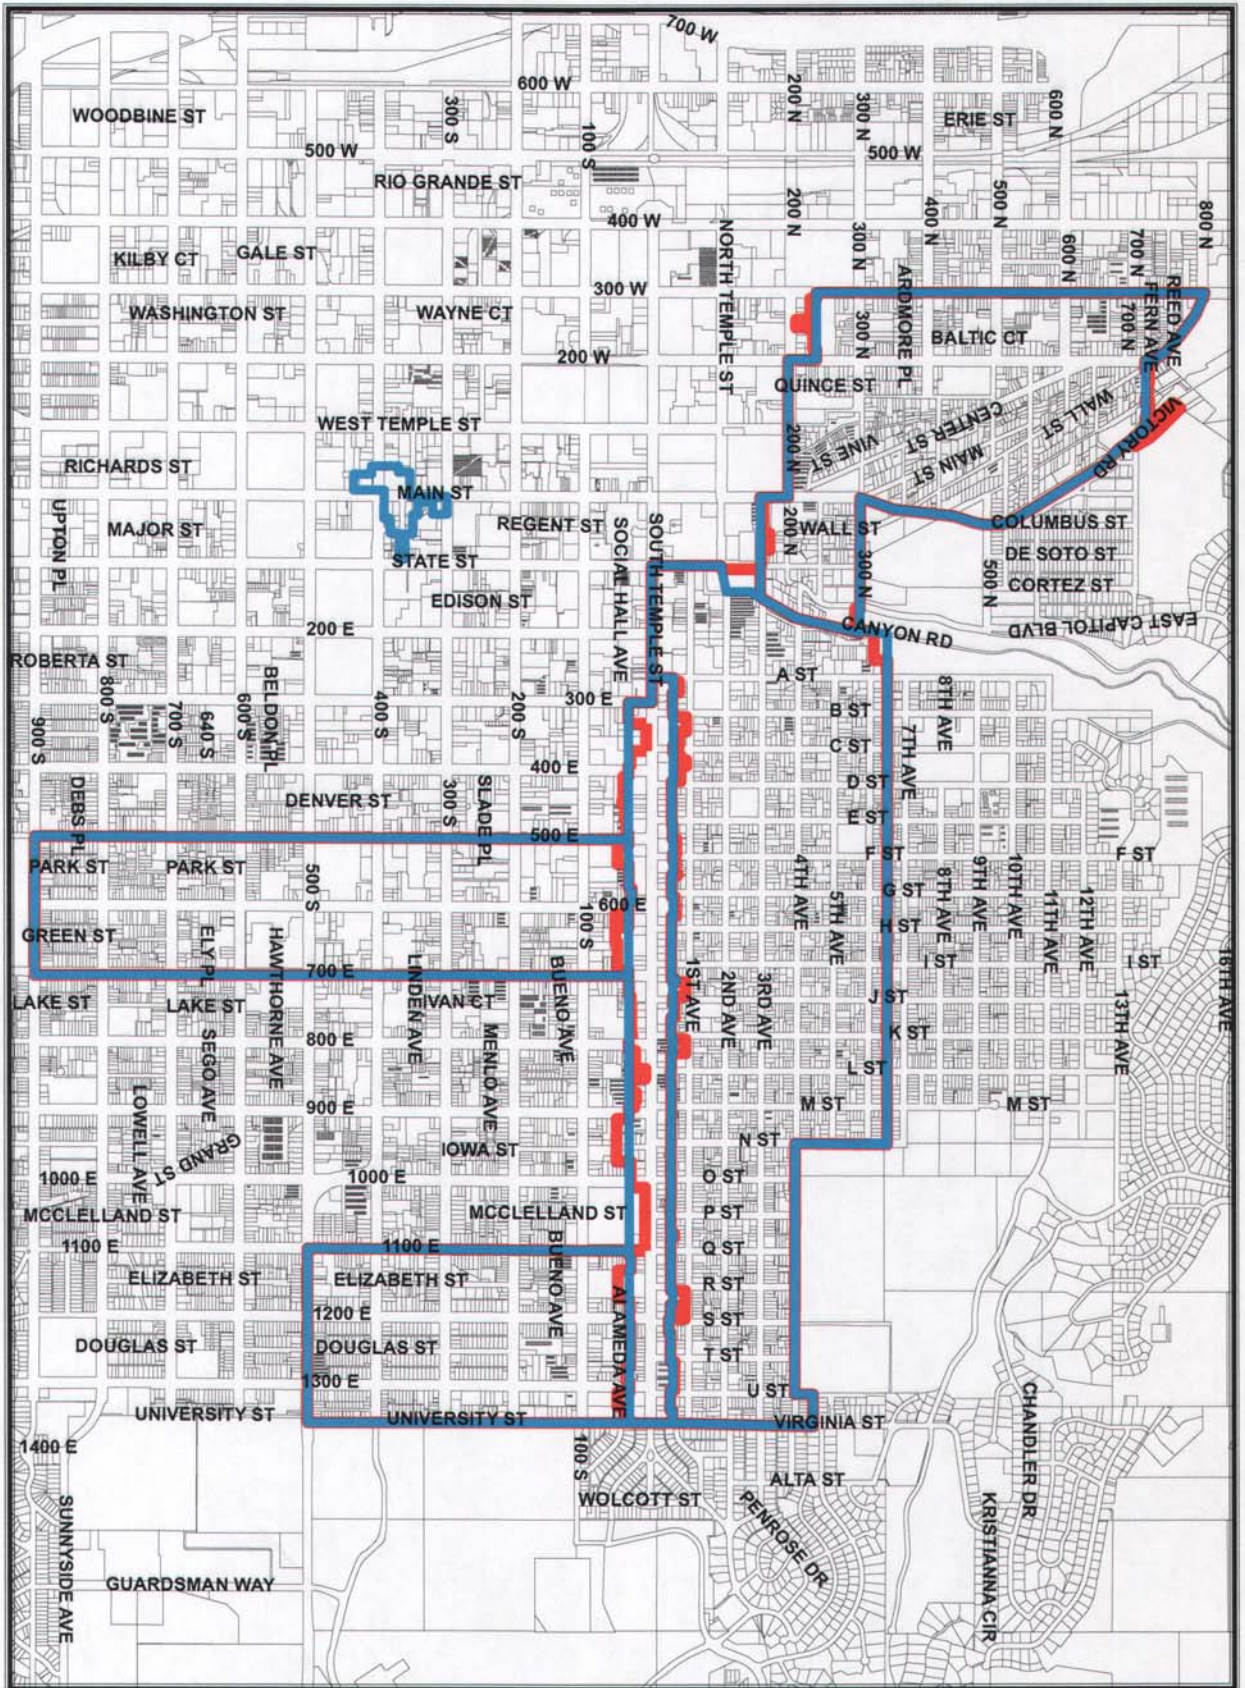 700 W
600 W
200 N
300 N
600 N
WOODBINE ST
300 S
100 S
ERIE ST
500 W
500 W
RIO GRANDE ST
400 W
200 N
300 N
400 N
500 N
600 N
700 N
800 N
KILBY CT
GALE ST
NORTH TEMPLE ST
300 W
ARDMORE PL
FERN AVE
REED AVE
WASHINGTON ST
WAYNE CT
300 N
BALTIC CT
700 N
200 W
QUINCE ST
WEST TEMPLE ST
200 N
VINE ST
CENTER ST
WALL ST
MAIN ST
VICTORY RD
RICHARDS ST
MAIN ST
UPTON PL
MAJOR ST
REGENT ST
SOCIAL HALL AVE
SOUTH TEMPLE ST
200 N
WALL ST
COLUMBUS ST
STATE ST
300 N
500 N
DE SOTO ST
CORTEZ ST
EDISON ST
200 E
CANYON RD
EAST CAPITOL BLVD
ROBERTA ST
BELDON PL
A ST
900 S
800 S
700 S
640 S
600 S
400 S
200 S
300 E
B ST
8TH AVE
C ST
7TH AVE
400 E
DEBS PL
DENVER ST
300 S
SLADE PL
D ST
E ST
500 E
F ST
F ST
PARK ST
PARK ST
500 S
4TH AVE
5TH AVE
G ST
8TH AVE
9TH AVE
10TH AVE
11TH AVE
12TH AVE
100 S
600 E
H ST
GREEN ST
ELY PL
HAWTHORNE AVE
700 E
LINDEN AVE
BUENO AVE
1ST AVE
2ND AVE
3RD AVE
I ST
I ST
16TH AVE
LAKE ST
LAKE ST
IVAN CT
J ST
13TH AVE
SEGO AVE
800 E
MENLO AVE
K ST
L ST
LOWELL AVE
900 E
M ST
M ST
GRAND ST
IOWA ST
N ST
1000 E
1000 E
O ST
MCCLELLAND ST
MCCLELLAND ST
P ST
1100 E
1100 E
BUENO AVE
Q ST
ELIZABETH ST
ELIZABETH ST
ALAMEDA AVE
R ST
1200 E
S ST
DOUGLAS ST
DOUGLAS ST
T ST
1300 E
U ST
CHANDLER DR
UNIVERSITY ST
UNIVERSITY ST
VIRGINIA ST
1400 E
100 S
WOLCOTT ST
ALTA ST
SUNNYSIDE AVE
PENROSE DR
KRISTIANNA CIR
GUARDSMAN WAY